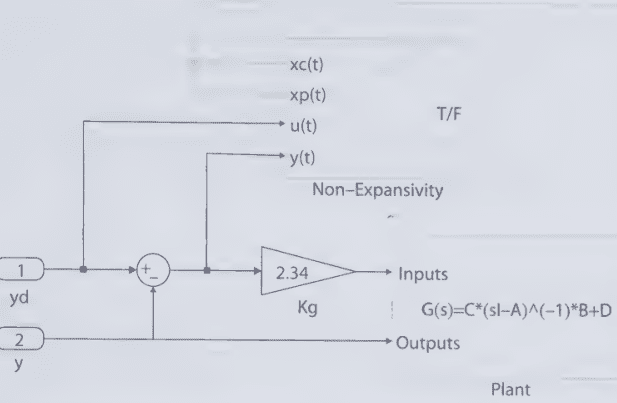 xc(t)
xp(t)
u(t)
T/F
y(t)
Non–Expansivity
1
+
–
2.34
Inputs
yd
Kg
G(s)=C*(sI–A)^(–1)*B+D
2
Outputs
y
Plant